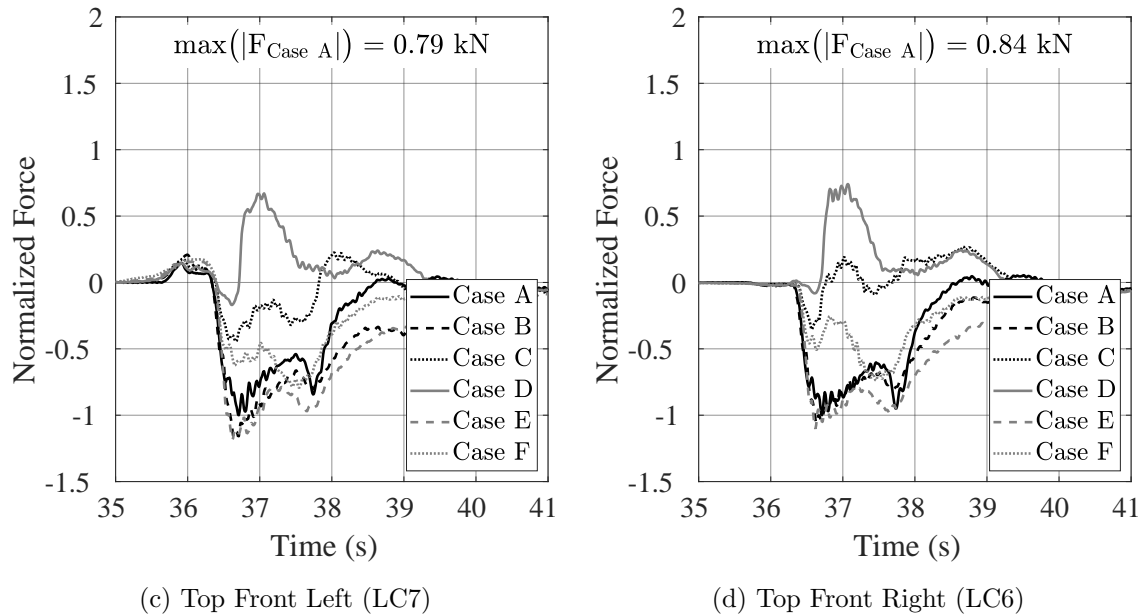 max(|F_Case A|) = 0.79 kN
Normalized Force
2
1.5
1
0.5
0
-0.5
-1
-1.5
Case A
Case B
Case C
Case D
Case E
Case F
35 36 37 38 39 40 41
Time (s)
(c) Top Front Left (LC7)
max(|F_Case A|) = 0.84 kN
Normalized Force
2
1.5
1
0.5
0
-0.5
-1
-1.5
Case A
Case B
Case C
Case D
Case E
Case F
35 36 37 38 39 40 41
Time (s)
(d) Top Front Right (LC6)